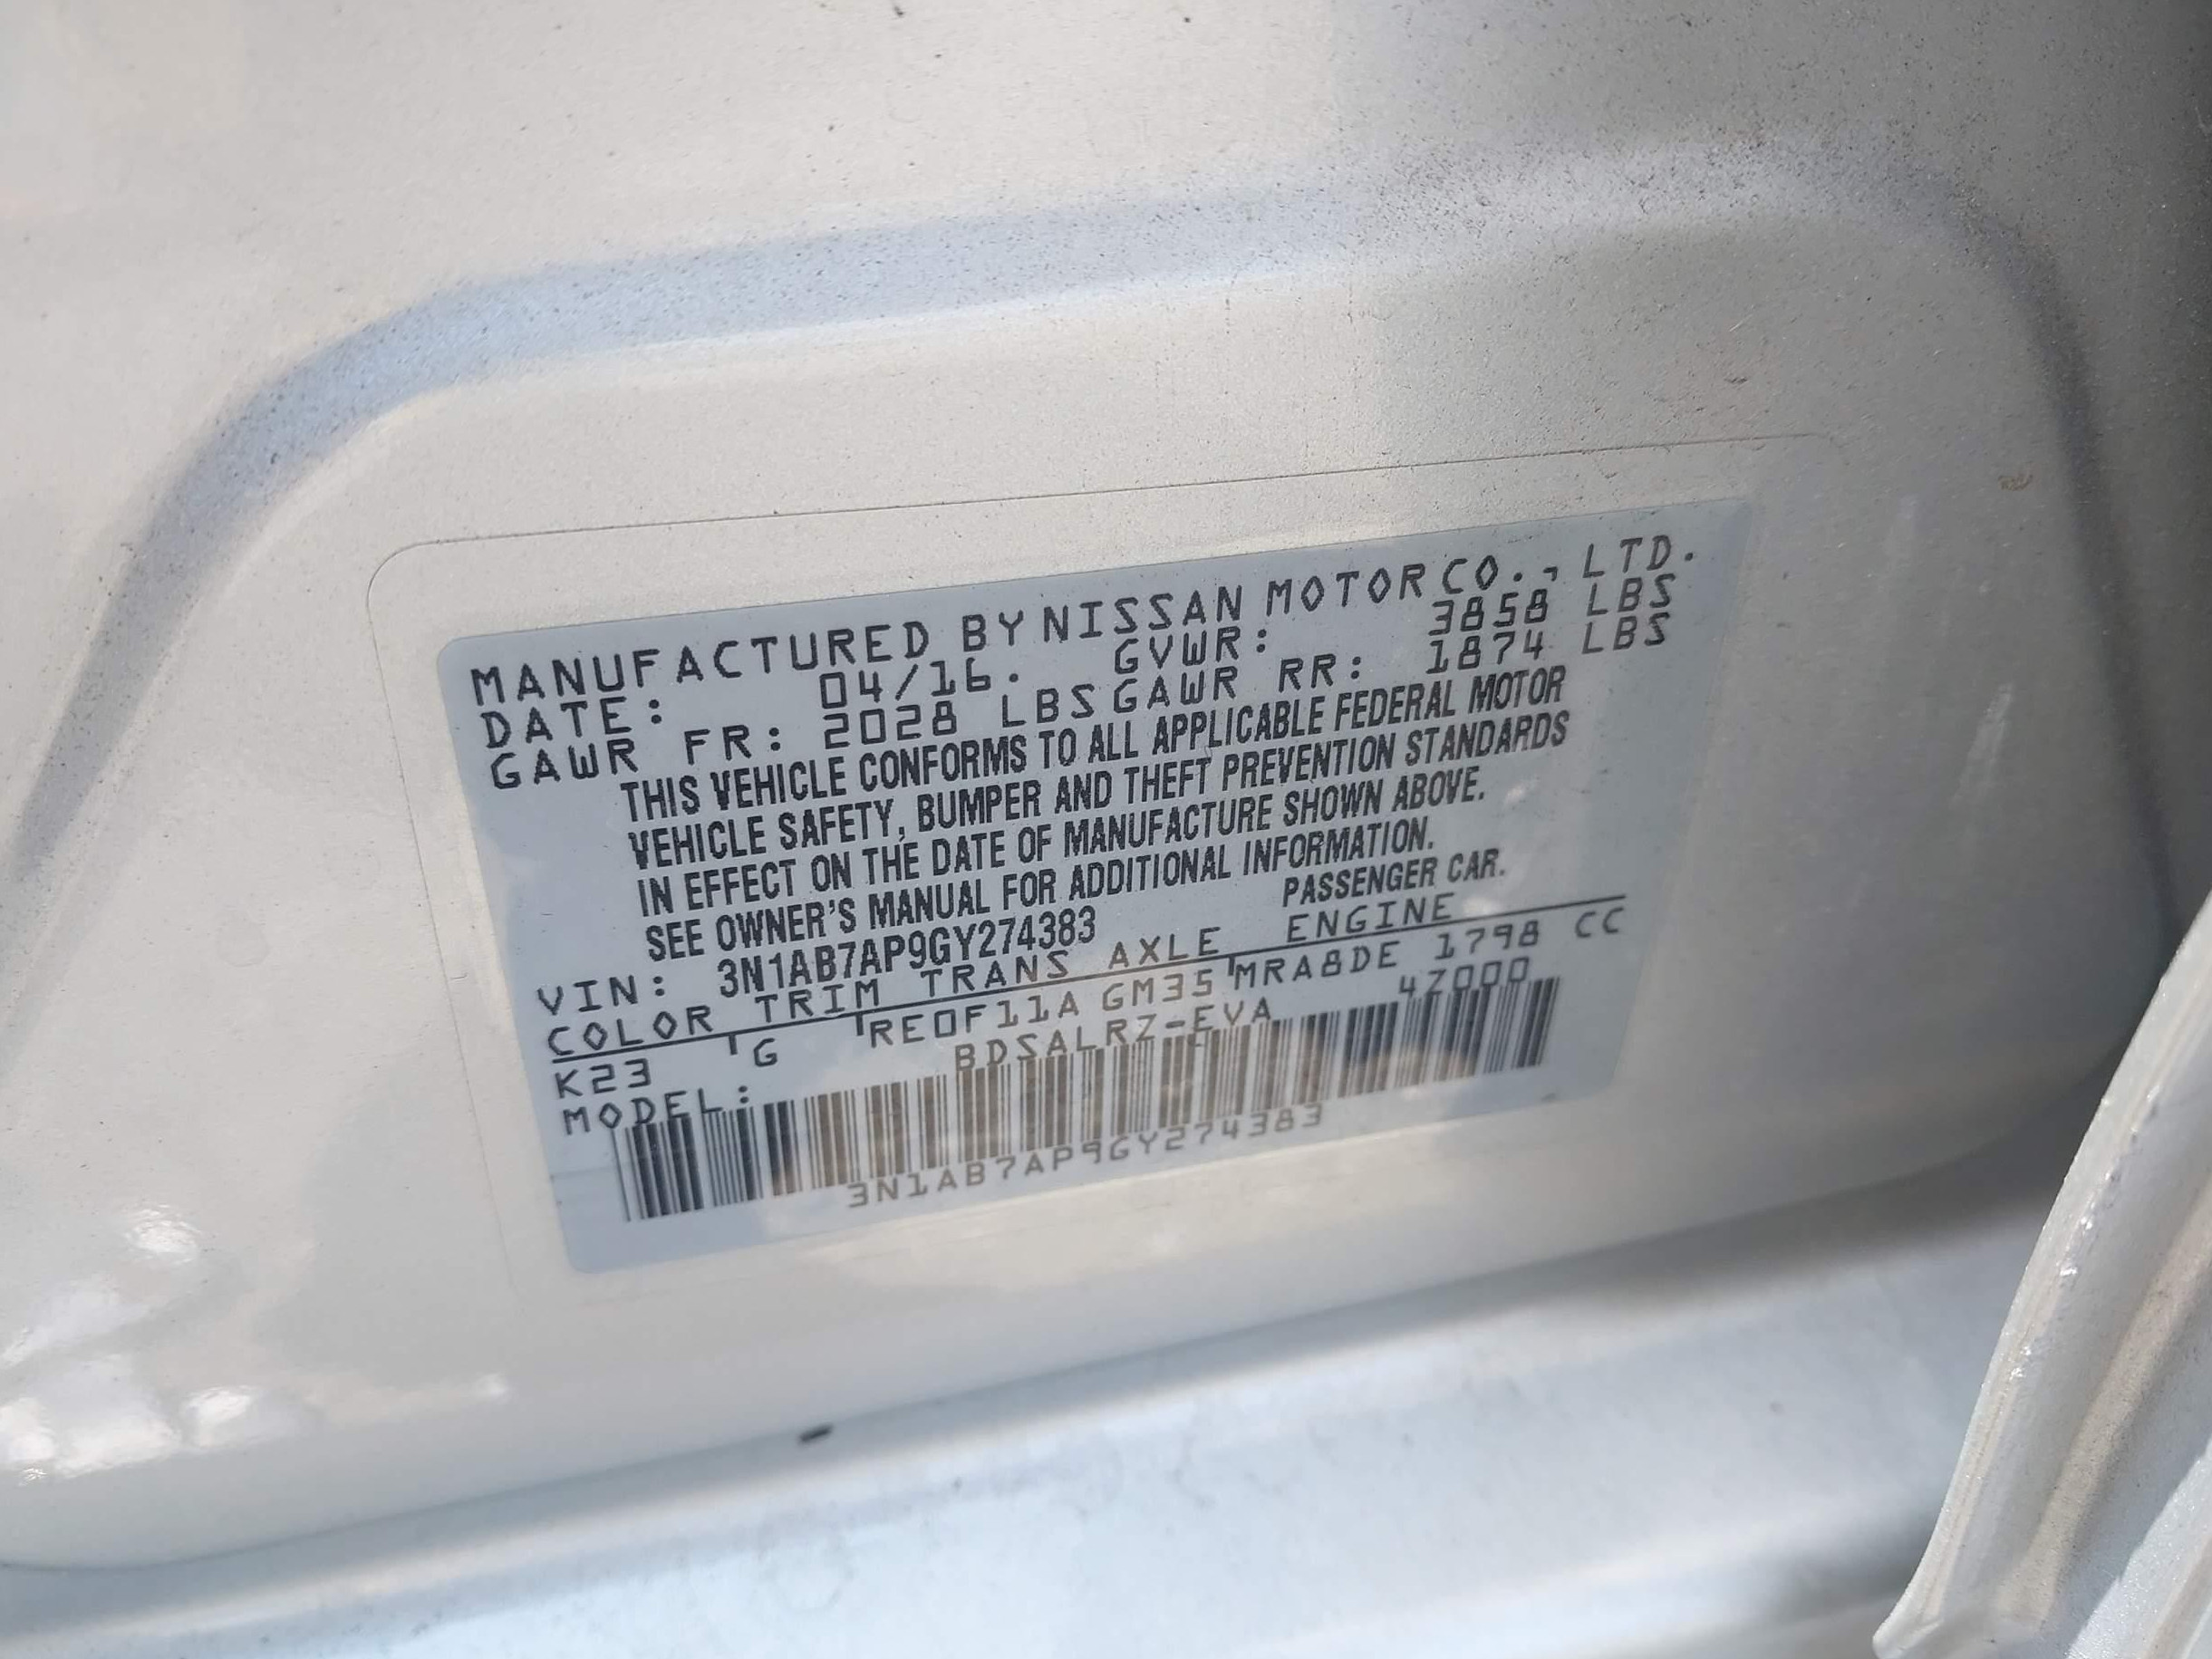 MANUFACTURED BY NISSAN MOTOR CO., LTD.
DATE: 04/16. GVWR: 3858 LBS
GAWR FR: 2028 LBS GAWR RR: 1874 LBS
THIS VEHICLE CONFORMS TO ALL APPLICABLE FEDERAL MOTOR
VEHICLE SAFETY, BUMPER AND THEFT PREVENTION STANDARDS
IN EFFECT ON THE DATE OF MANUFACTURE SHOWN ABOVE.
SEE OWNER'S MANUAL FOR ADDITIONAL INFORMATION.
VIN: 3N1AB7AP9GY274383 PASSENGER CAR.
COLOR TRIM TRANS AXLE ENGINE
K23 G RE0F11A GM35 MRA8DE 1798 CC
MODEL: BDSALRZ-EVA 4Z000
3N1AB7AP9GY274383